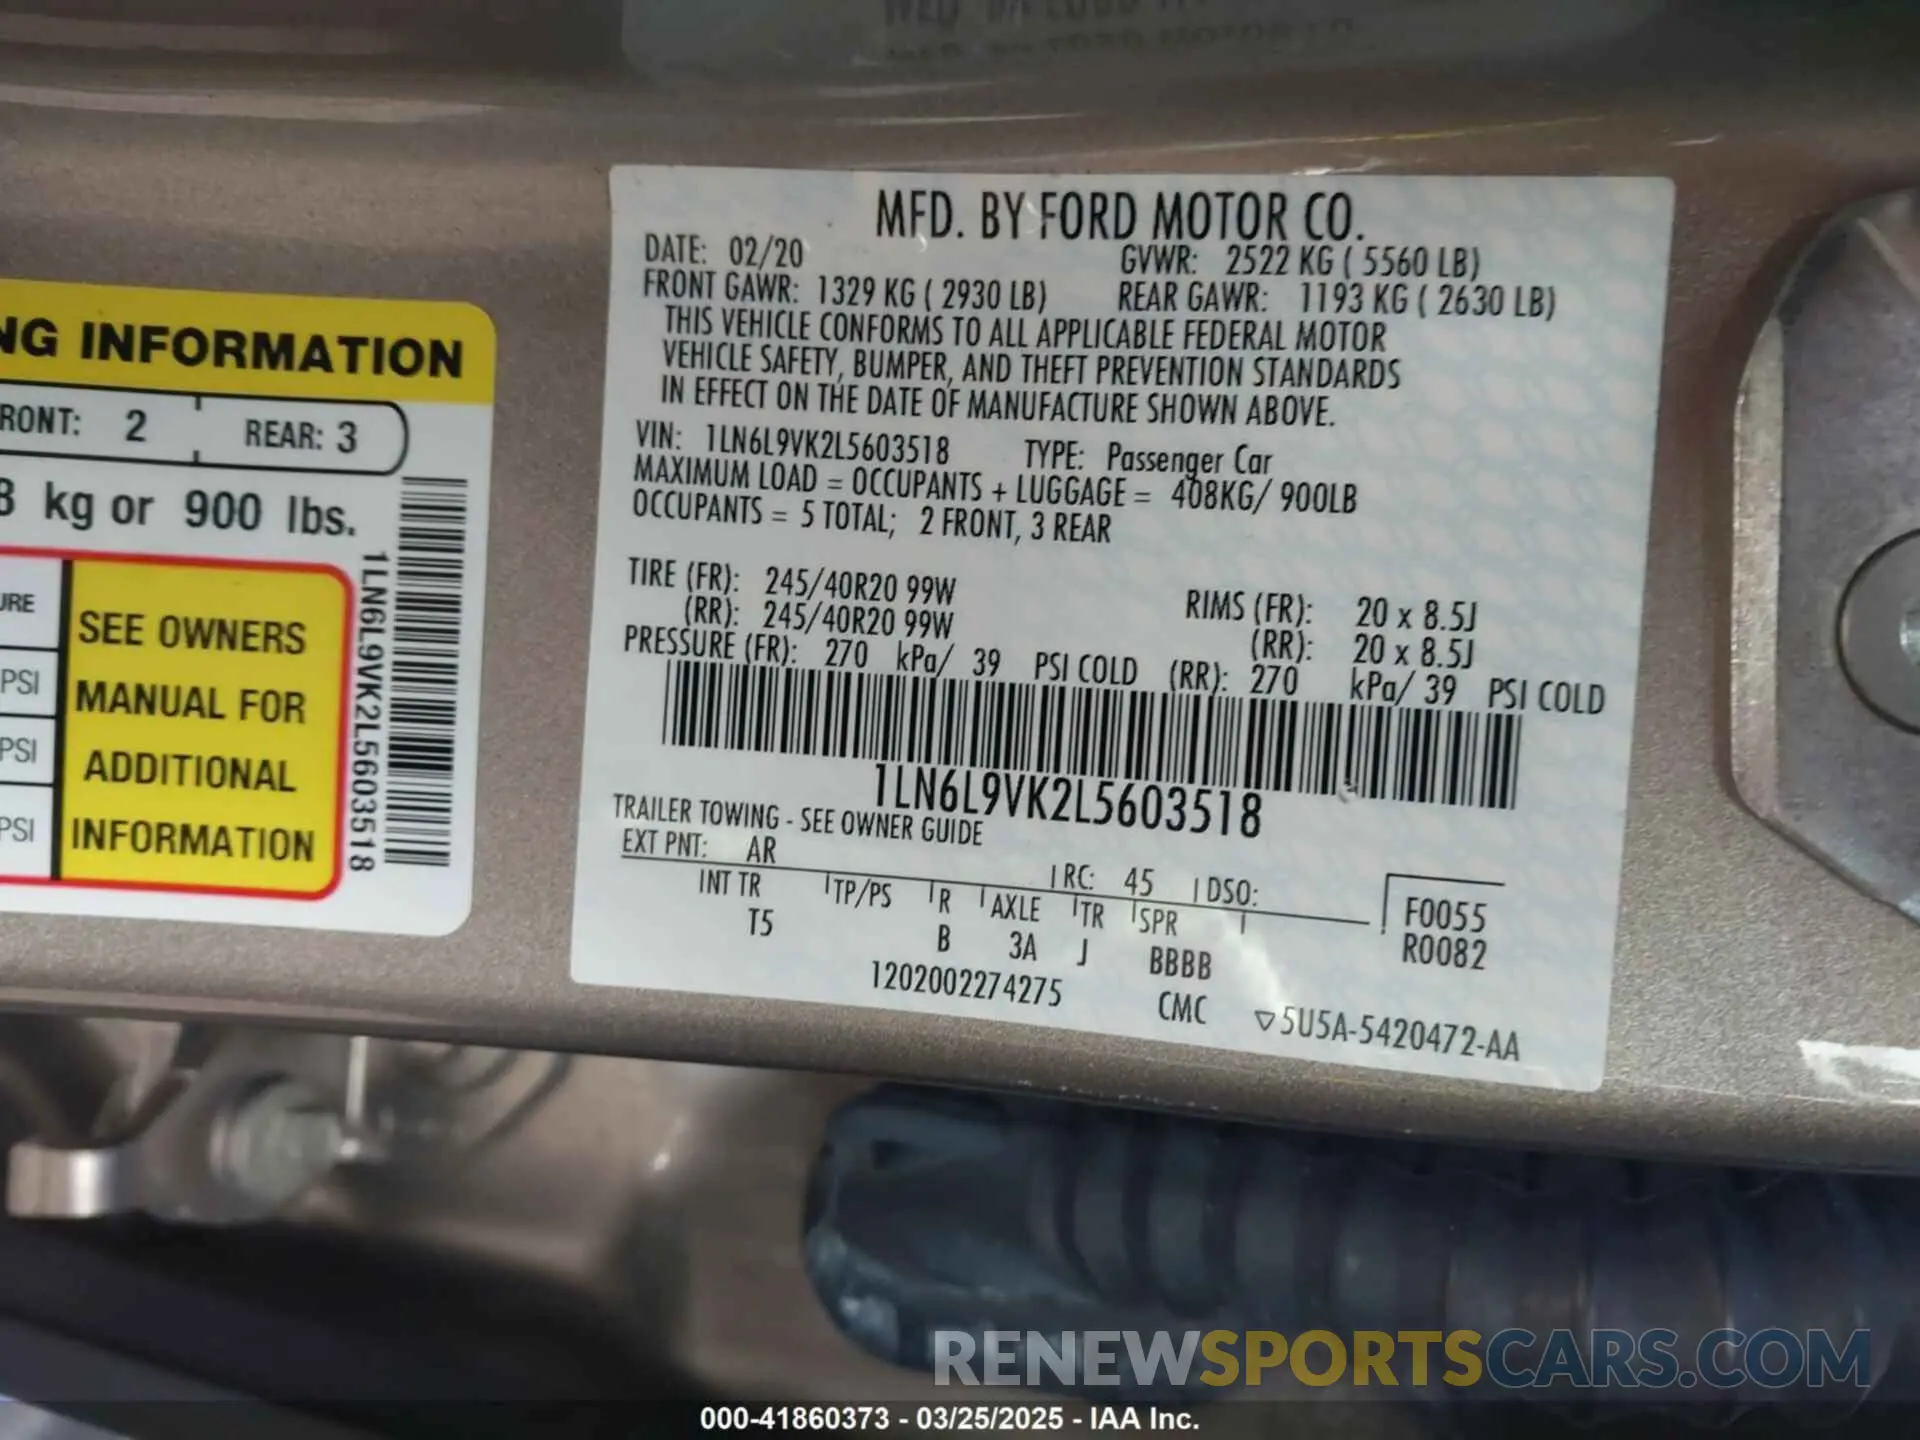 MFD. BY FORD MOTOR CO.
DATE: 02/20 GVWR: 2522 KG ( 5560 LB)
FRONT GAWR: 1329 KG ( 2930 LB) REAR GAWR: 1193 KG ( 2630 LB)
THIS VEHICLE CONFORMS TO ALL APPLICABLE FEDERAL MOTOR
VEHICLE SAFETY, BUMPER, AND THEFT PREVENTION STANDARDS
IN EFFECT ON THE DATE OF MANUFACTURE SHOWN ABOVE.
VIN: 1LN6L9VK2L5603518 TYPE: Passenger Car
MAXIMUM LOAD = OCCUPANTS + LUGGAGE = 408KG/ 900LB
OCCUPANTS = 5 TOTAL; 2 FRONT, 3 REAR
TIRE (FR): 245/40R20 99W RIMS (FR): 20 x 8.5J
(RR): 245/40R20 99W (RR): 20 x 8.5J
PRESSURE (FR): 270 kPa/ 39 PSI COLD (RR): 270 kPa/ 39 PSI COLD
1LN6L9VK2L5603518
TRAILER TOWING - SEE OWNER GUIDE
EXT PNT: AR RC: 45 DSO:
INT TR TP/PS R AXLE TR SPR F0055
T5 B 3A J BBBB R0082
1202002274275 CMC ▽5U5A-5420472-AA
NG INFORMATION
RONT: 2 REAR: 3
8 kg or 900 lbs.
URE
PSI
PSI
PSI
SEE OWNERS
MANUAL FOR
ADDITIONAL
INFORMATION
1LN6L9VK2L5603518
RENEWSPORTSCARS.COM
000-41860373 - 03/25/2025 - IAA Inc.